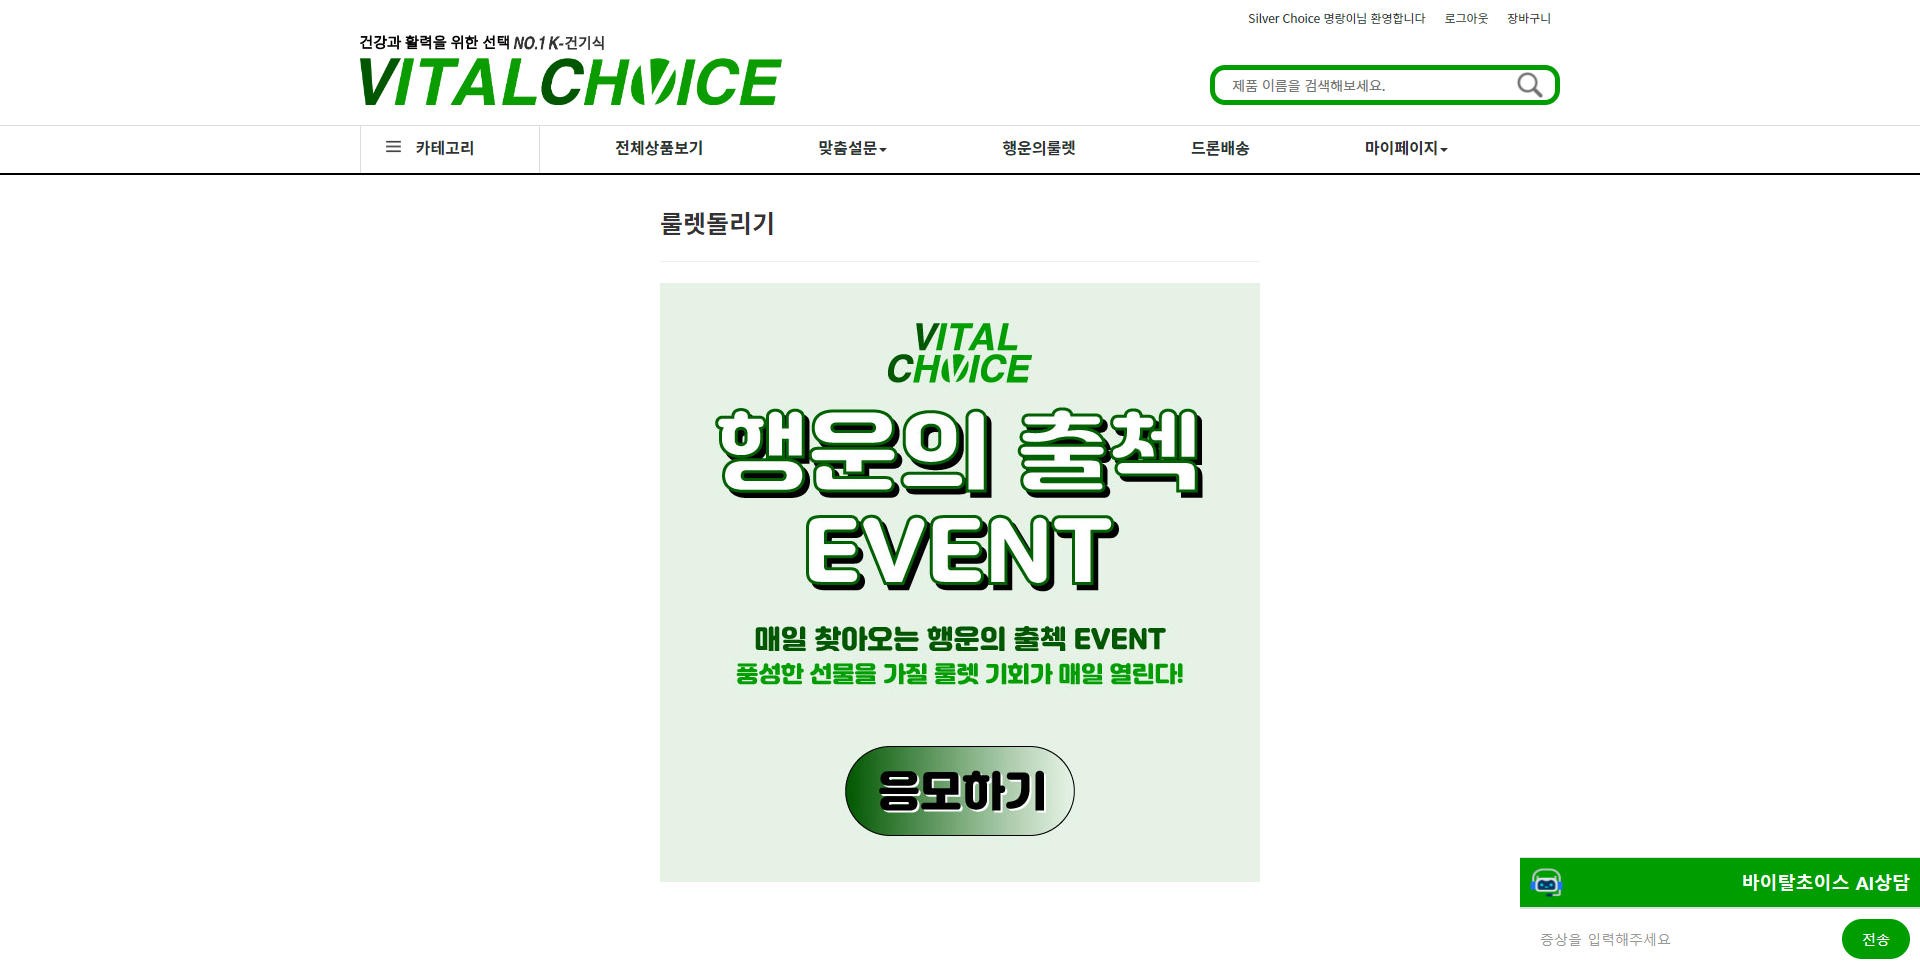 Silver Choice 명랑이님 환영합니다 로그아웃 장바구니
건강과 활력을 위한 선택 NO.1 K-건기식
VITALCHOICE
제품 이름을 검색해보세요.
카테고리 전체상품보기 맞춤설문 행운의룰렛 드론배송 마이페이지
룰렛돌리기
VITAL
CHOICE
행운의 출첵
EVENT
매일 찾아오는 행운의 출첵 EVENT
풍성한 선물을 가질 룰렛 기회가 매일 열린다!
응모하기
바이탈초이스 AI상담
증상을 입력해주세요 전송